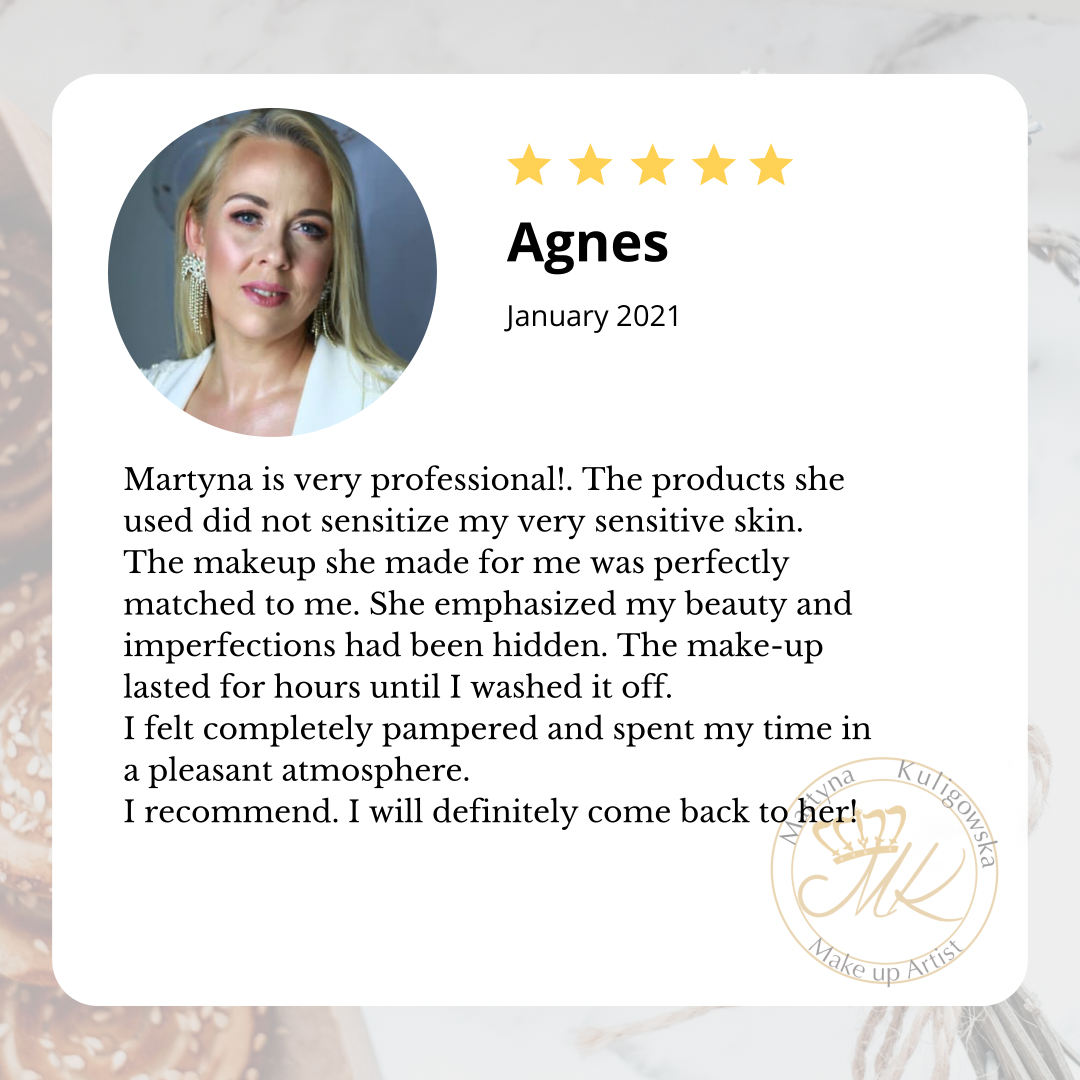 Agnes
January 2021
Martyna is very professional!. The products she
used did not sensitize my very sensitive skin.
The makeup she made for me was perfectly
matched to me. She emphasized my beauty and
imperfections had been hidden. The make-up
lasted for hours until I washed it off.
I felt completely pampered and spent my time in
a pleasant atmosphere.
I recommend. I will definitely come back to her!
Martyna Kuligowska
MK
Make up Artist